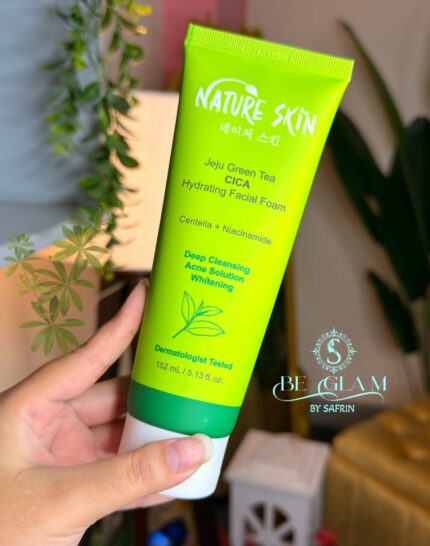 NATURE SKIN
네이쳐 스킨
Jeju Green Tea
CICA
Hydrating Facial Foam
Centella + Niacinamide
Deep Cleansing
Acne Solution
Whitening
Dermatologist Tested
152 mL / 5.13 fl. oz.
S
BE GLAM
BY SAFRIN